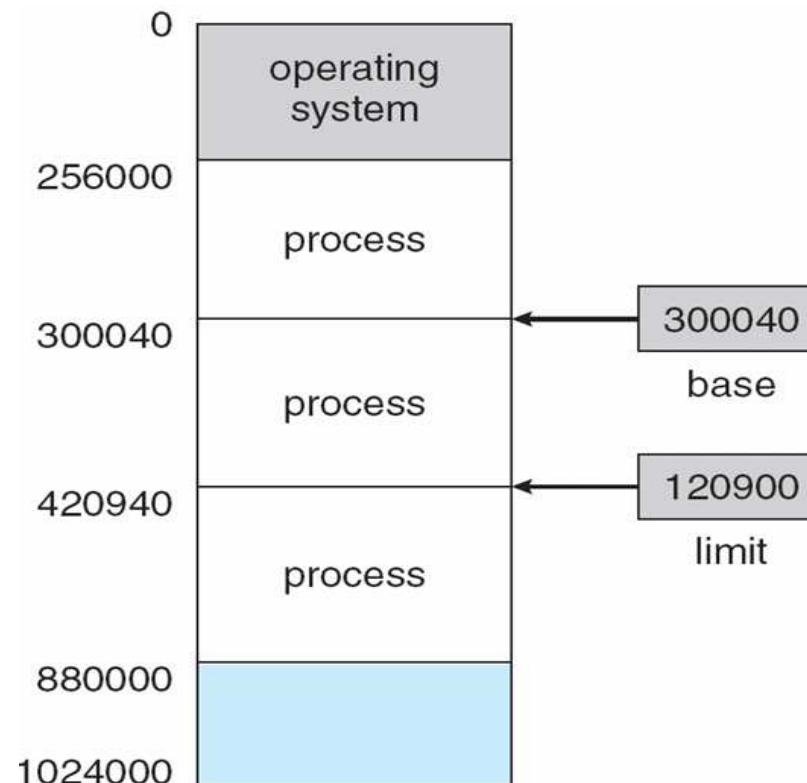 0
operating
system
256000
process
300040
300040
base
process
420940
120900
limit
process
880000
1024000